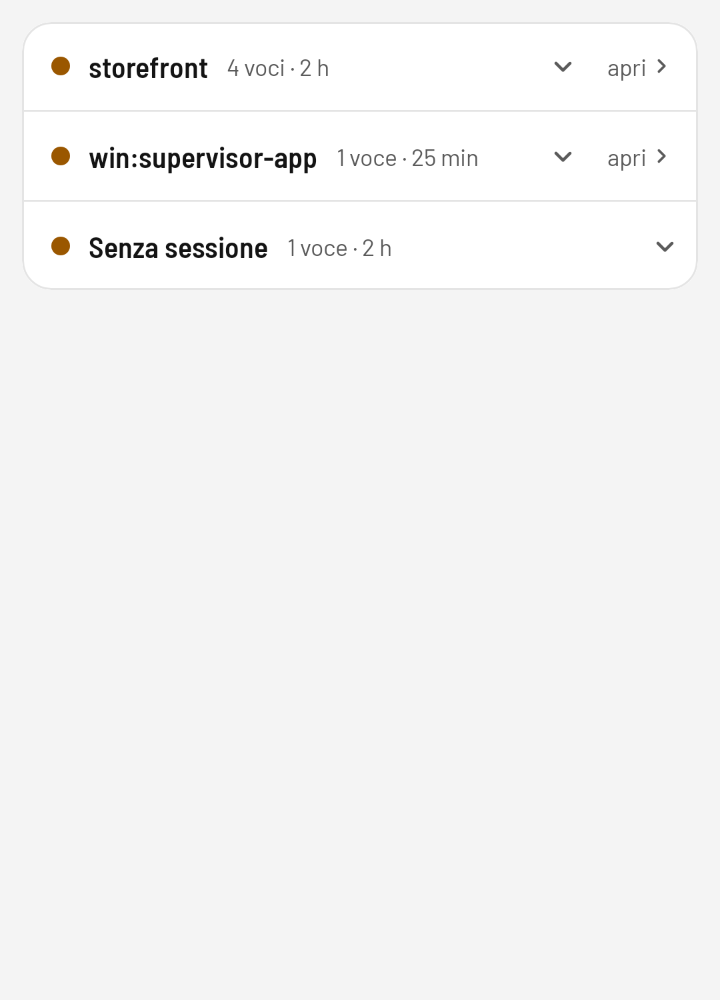 storefront 4 voci · 2 h apri
win:supervisor-app 1 voce · 25 min apri
Senza sessione 1 voce · 2 h